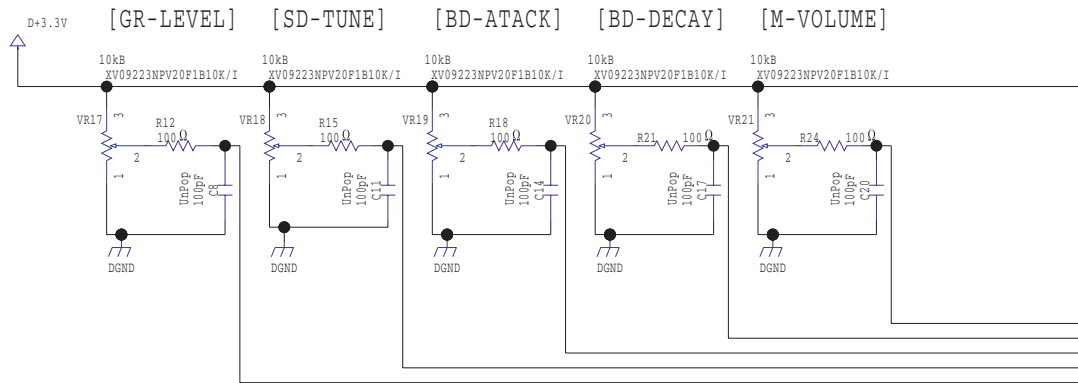 D+3.3V
[GR-LEVEL] [SD-TUNE] [BD-ATACK] [BD-DECAY] [M-VOLUME]
10kB 10kB 10kB 10kB 10kB
XV09223NPV20F1B10K/I XV09223NPV20F1B10K/I XV09223NPV20F1B10K/I XV09223NPV20F1B10K/I XV09223NPV20F1B10K/I
VR17 3 R12 100Ω 2 1 UnPop 100pF C8 DGND
VR18 3 R15 100Ω 2 1 UnPop 100pF C11 DGND
VR19 3 R18 100Ω 2 1 UnPop 100pF C14 DGND
VR20 3 R21 100Ω 2 1 UnPop 100pF C17 DGND
VR21 3 R24 100Ω 2 1 UnPop 100pF C20 DGND